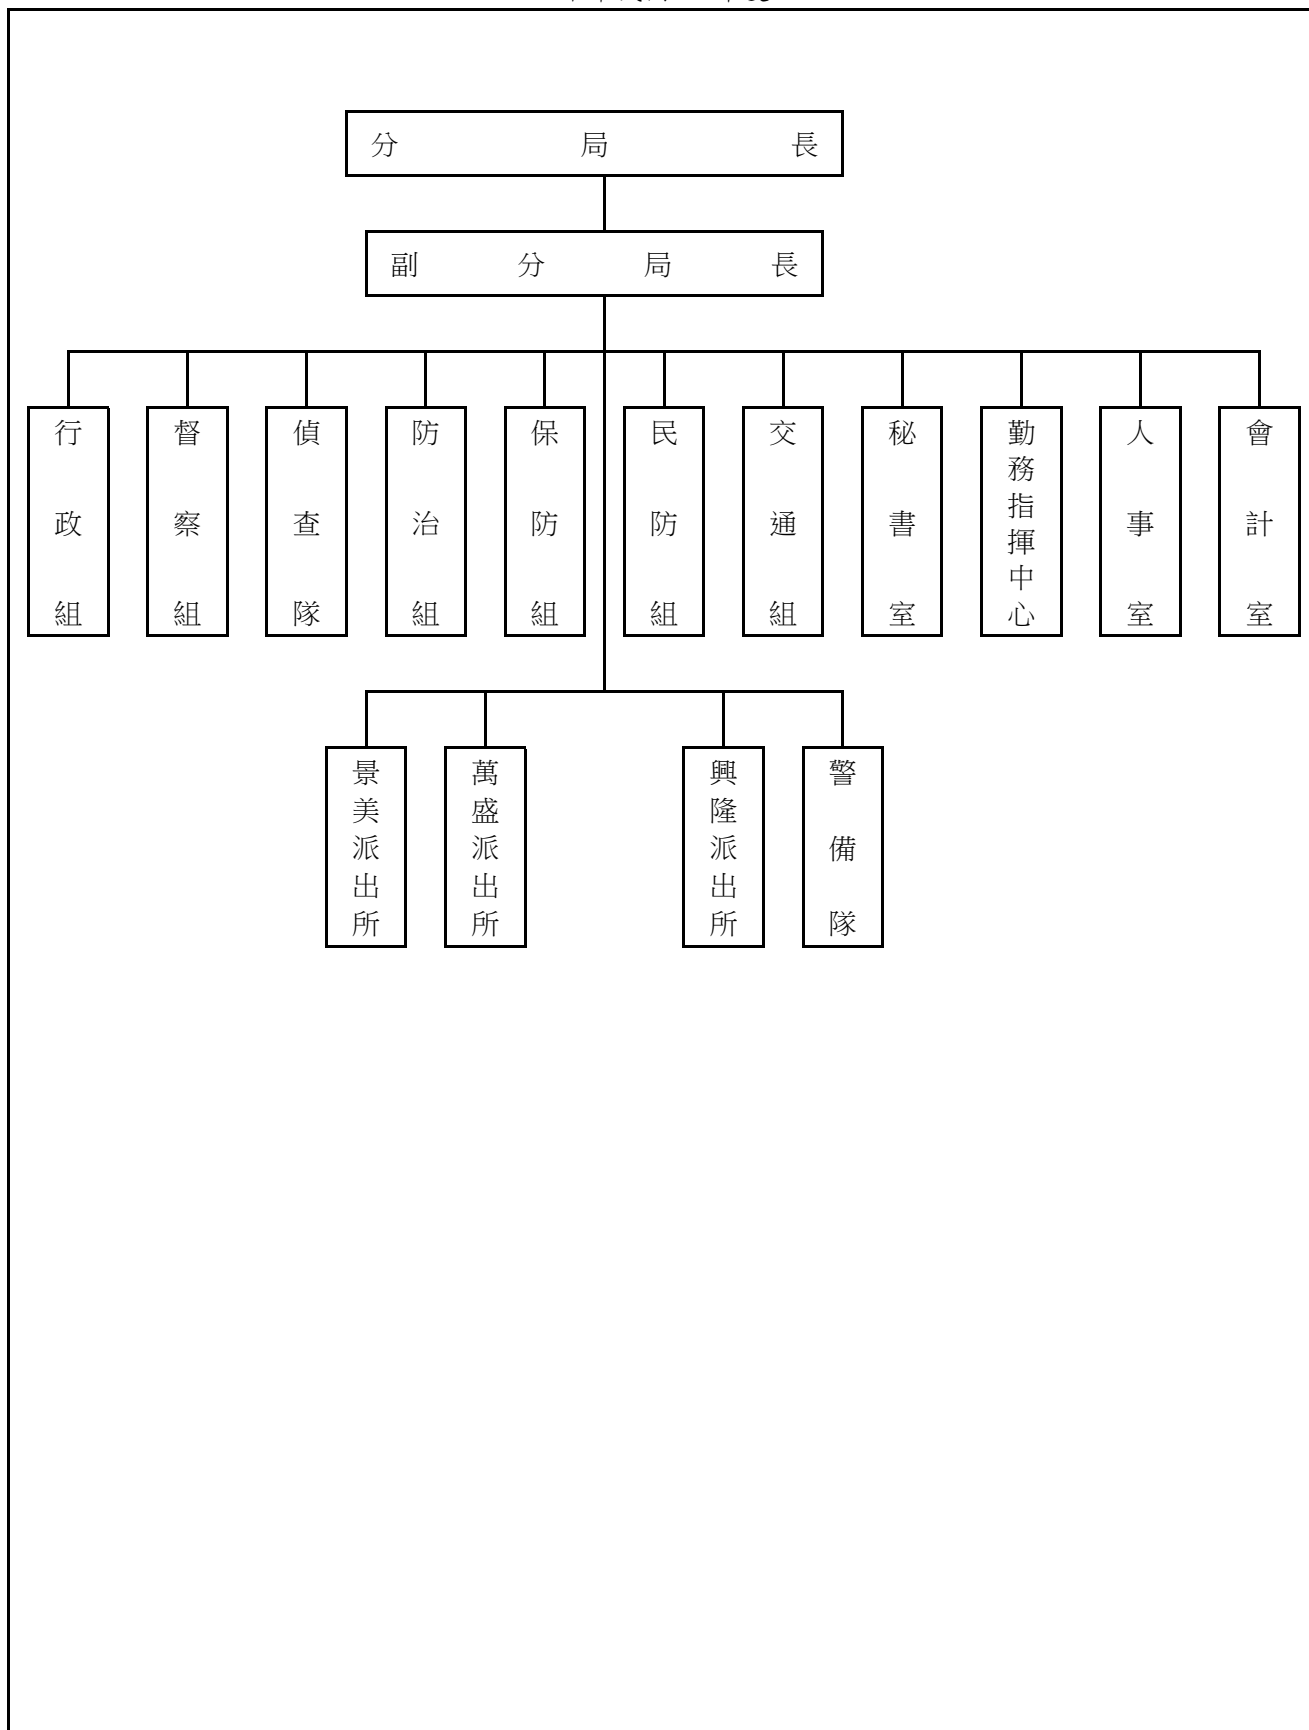 分局長
副分局長
行政組
督察組
偵查隊
防治組
保防組
民防組
交通組
秘書室
勤務指揮中心
人事室
會計室
景美派出所
萬盛派出所
興隆派出所
警備隊